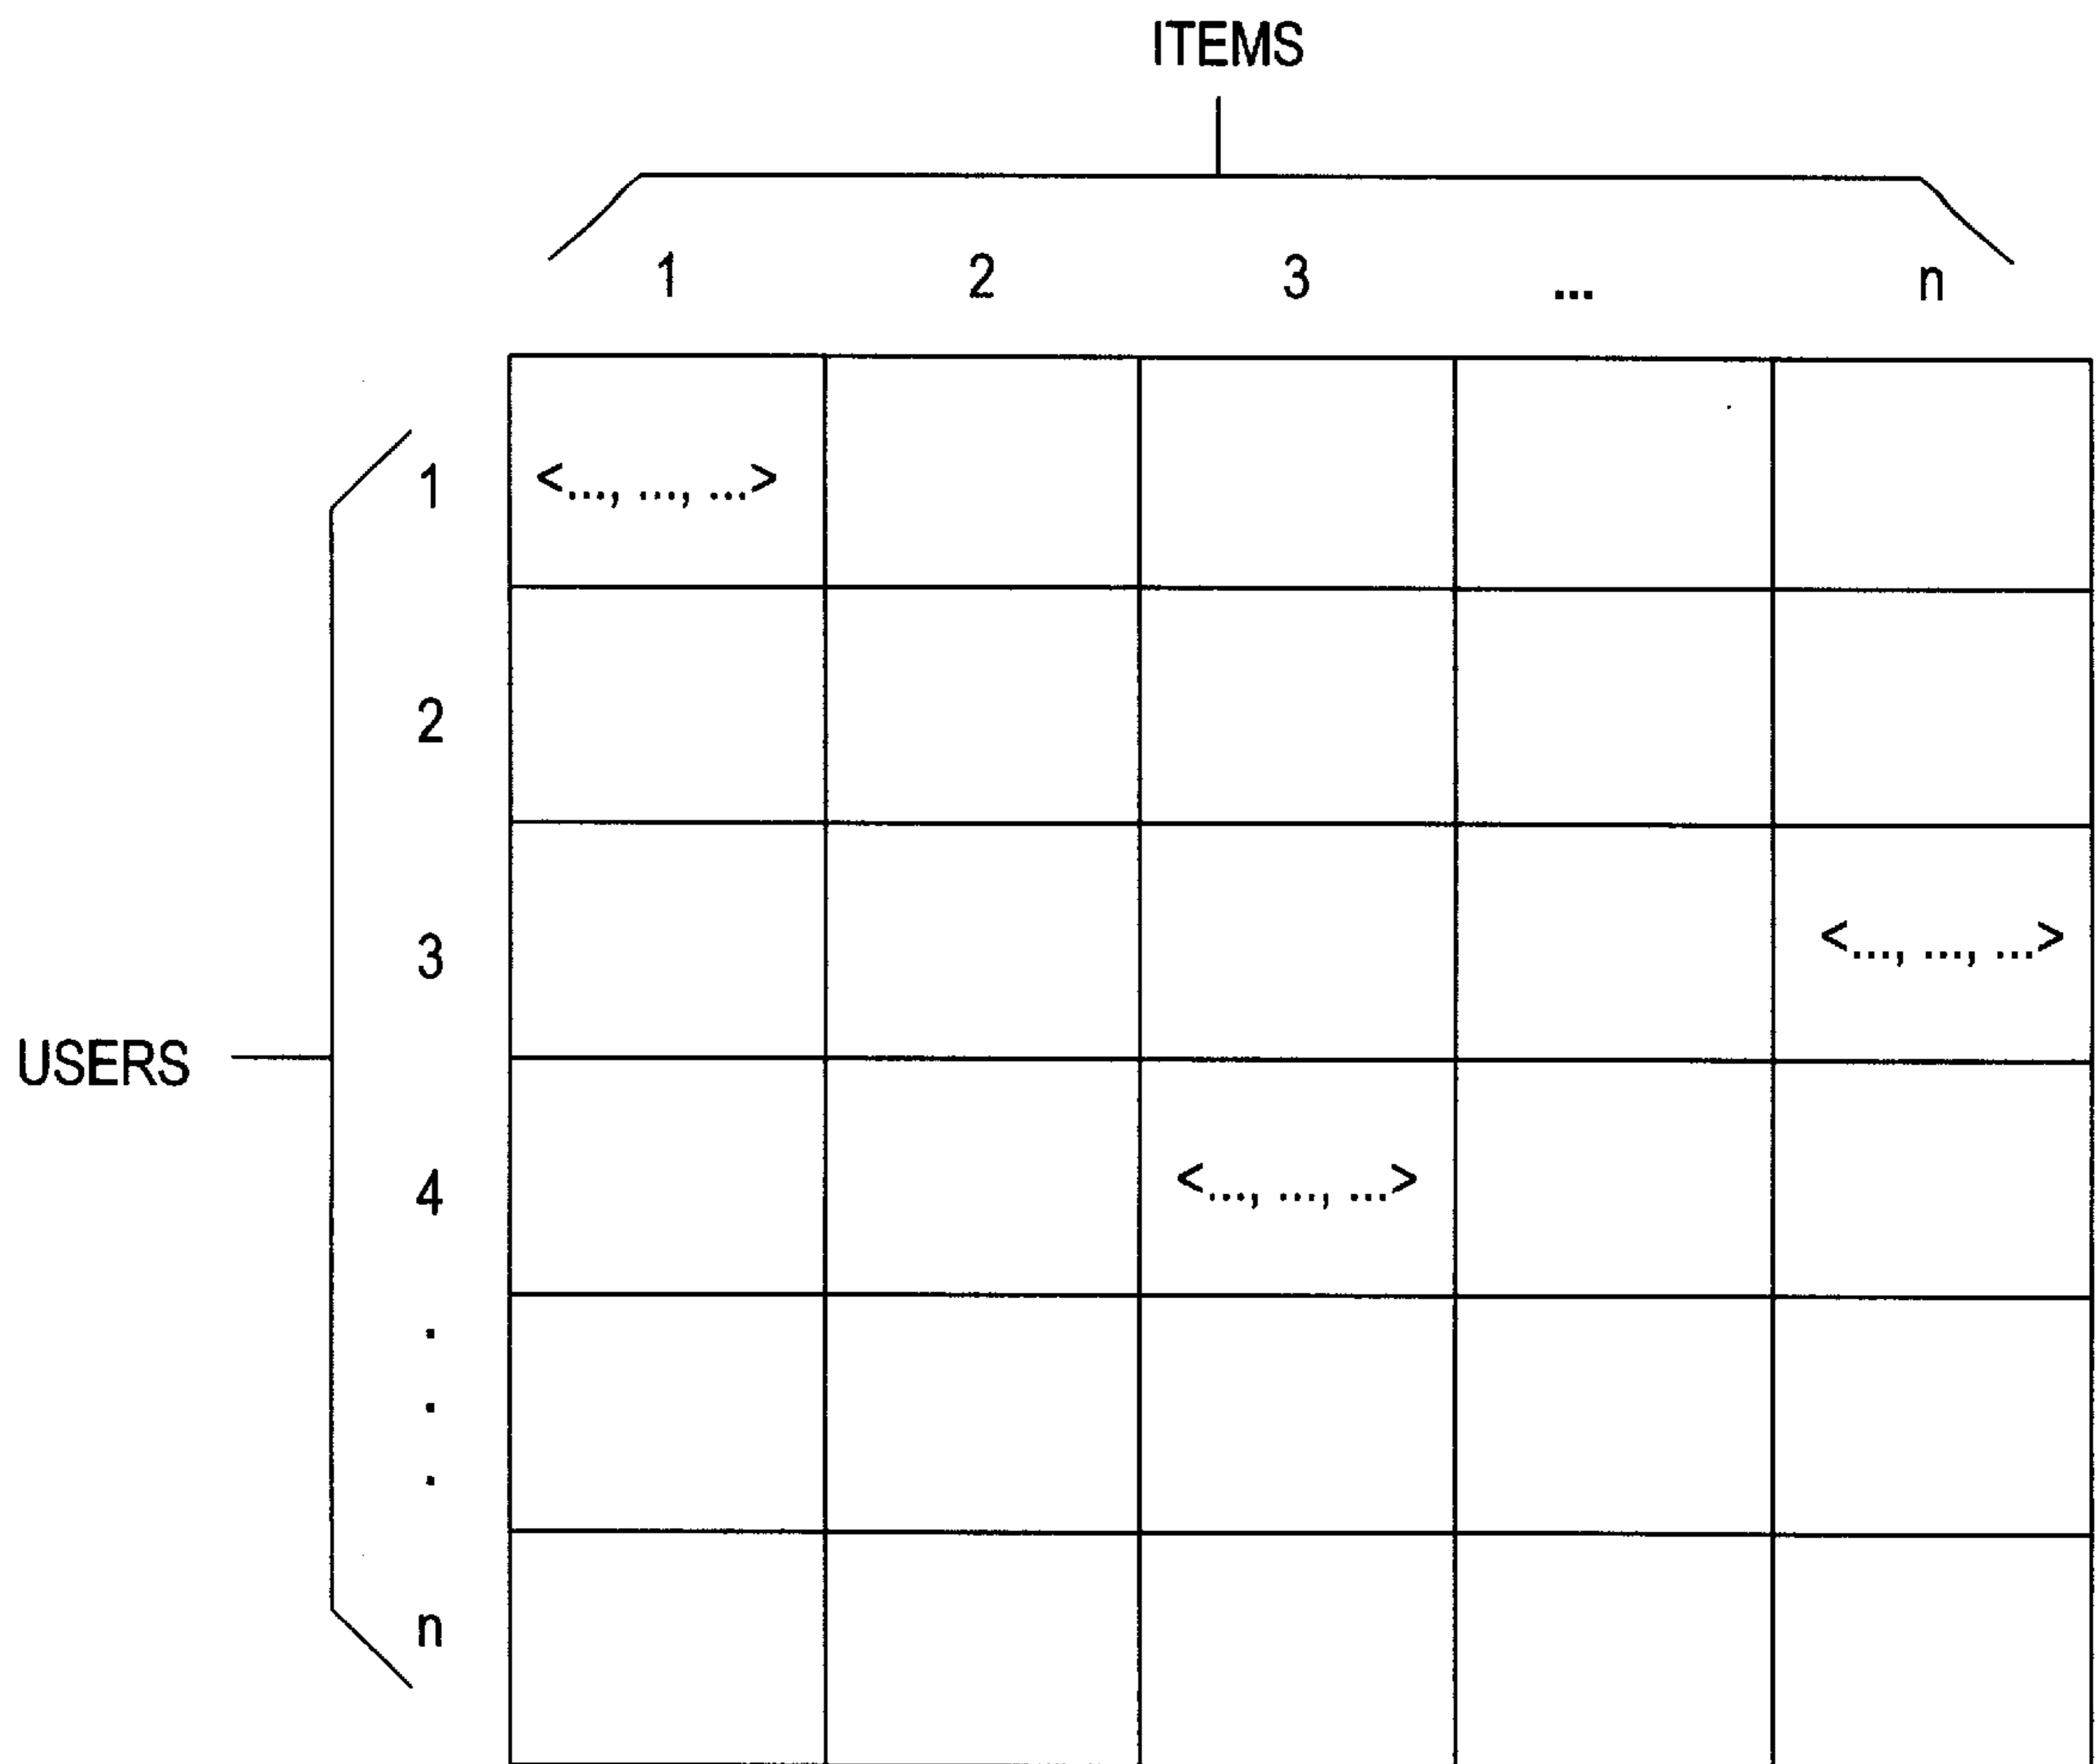 ITEMS
1 2 3 ... n
1 <..., ..., ...>
2
3 <..., ..., ...>
USERS
4 <..., ..., ...>
.
.
.
n